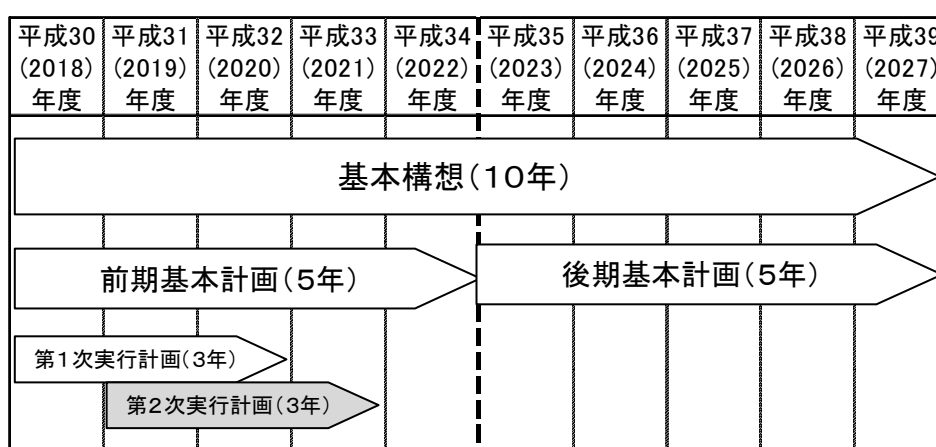 平成30 平成31 平成32 平成33 平成34 平成35 平成36 平成37 平成38 平成39
(2018) (2019) (2020) (2021) (2022) (2023) (2024) (2025) (2026) (2027)
年度 年度 年度 年度 年度 年度 年度 年度 年度 年度
基本構想(10年)
前期基本計画(5年) 後期基本計画(5年)
第1次実行計画(3年)
第2次実行計画(3年)